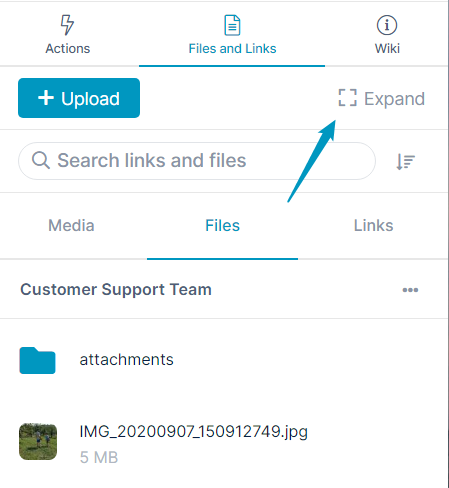 Actions Files and Links Wiki
+ Upload Expand
Search links and files
Media Files Links
Customer Support Team
attachments
IMG_20200907_150912749.jpg
5 MB